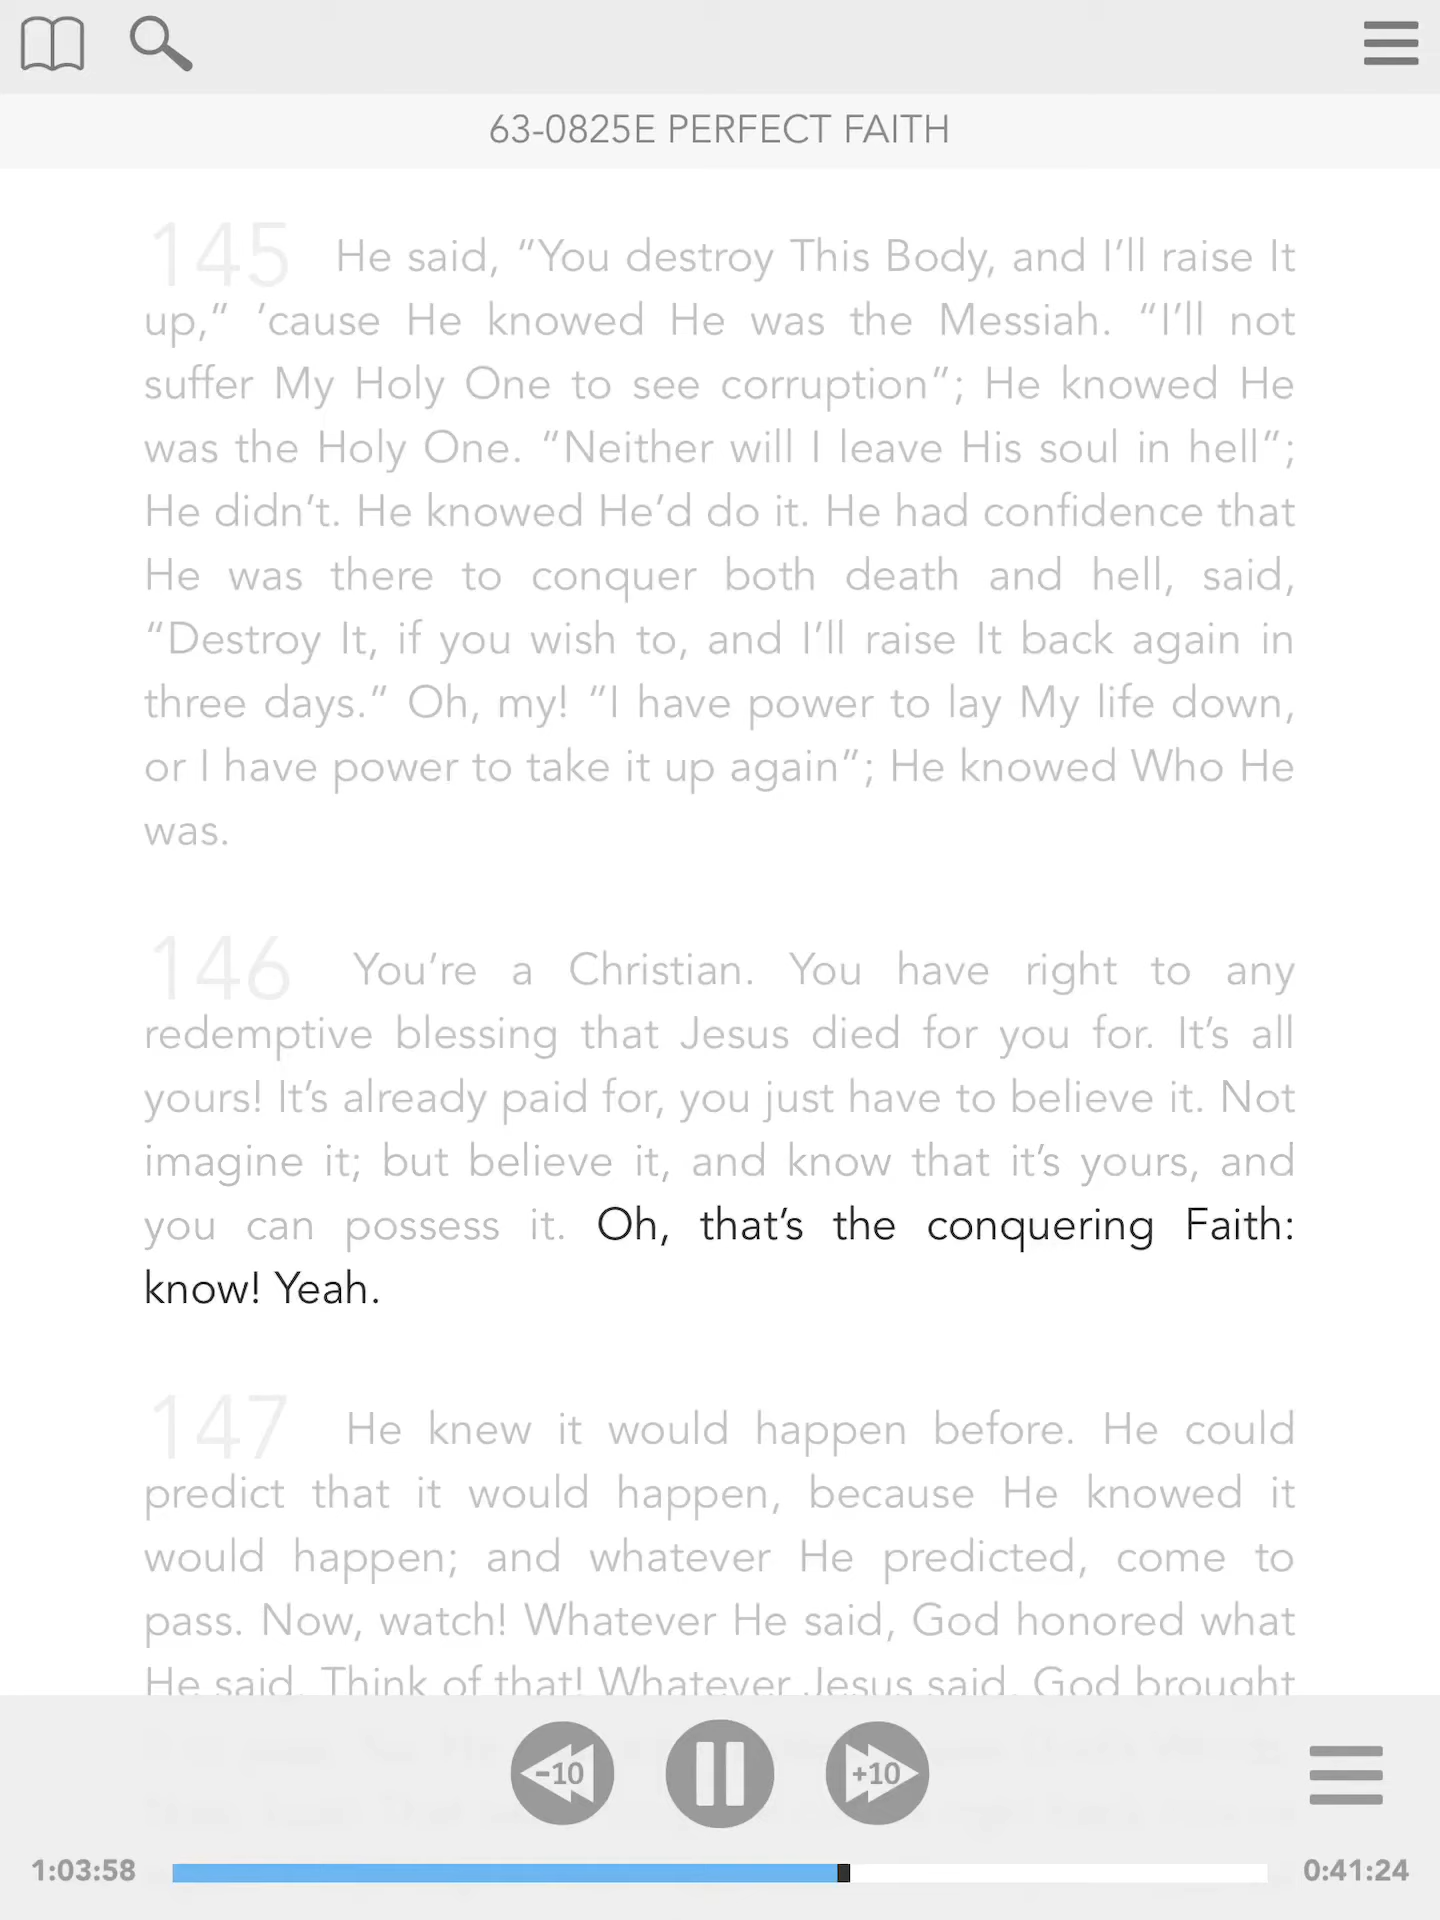 63-0825E PERFECT FAITH
145 He said, “You destroy This Body, and I’ll raise It
up,” ’cause He knowed He was the Messiah. “I’ll not
suffer My Holy One to see corruption”; He knowed He
was the Holy One. “Neither will I leave His soul in hell”;
He didn’t. He knowed He’d do it. He had confidence that
He was there to conquer both death and hell, said,
“Destroy It, if you wish to, and I’ll raise It back again in
three days.” Oh, my! “I have power to lay My life down,
or I have power to take it up again”; He knowed Who He
was.
146 You’re a Christian. You have right to any
redemptive blessing that Jesus died for you for. It’s all
yours! It’s already paid for, you just have to believe it. Not
imagine it; but believe it, and know that it’s yours, and
you can possess it. Oh, that’s the conquering Faith:
know! Yeah.
147 He knew it would happen before. He could
predict that it would happen, because He knowed it
would happen; and whatever He predicted, come to
pass. Now, watch! Whatever He said, God honored what
He said. Think of that! Whatever Jesus said, God brought
-10 +10
1:03:58 0:41:24